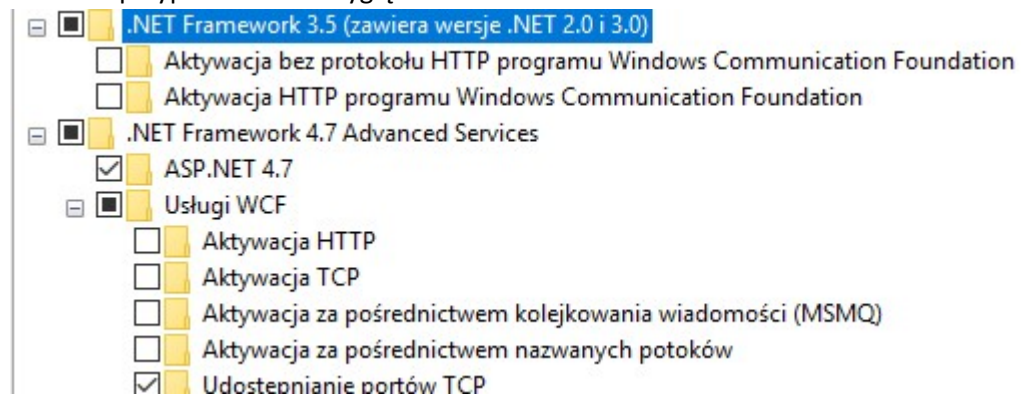 .NET Framework 3.5 (zawiera wersje .NET 2.0 i 3.0)
Aktywacja bez protokołu HTTP programu Windows Communication Foundation
Aktywacja HTTP programu Windows Communication Foundation
.NET Framework 4.7 Advanced Services
ASP.NET 4.7
Usługi WCF
Aktywacja HTTP
Aktywacja TCP
Aktywacja za pośrednictwem kolejkowania wiadomości (MSMQ)
Aktywacja za pośrednictwem nazwanych potoków
Udostępnianie portów TCP